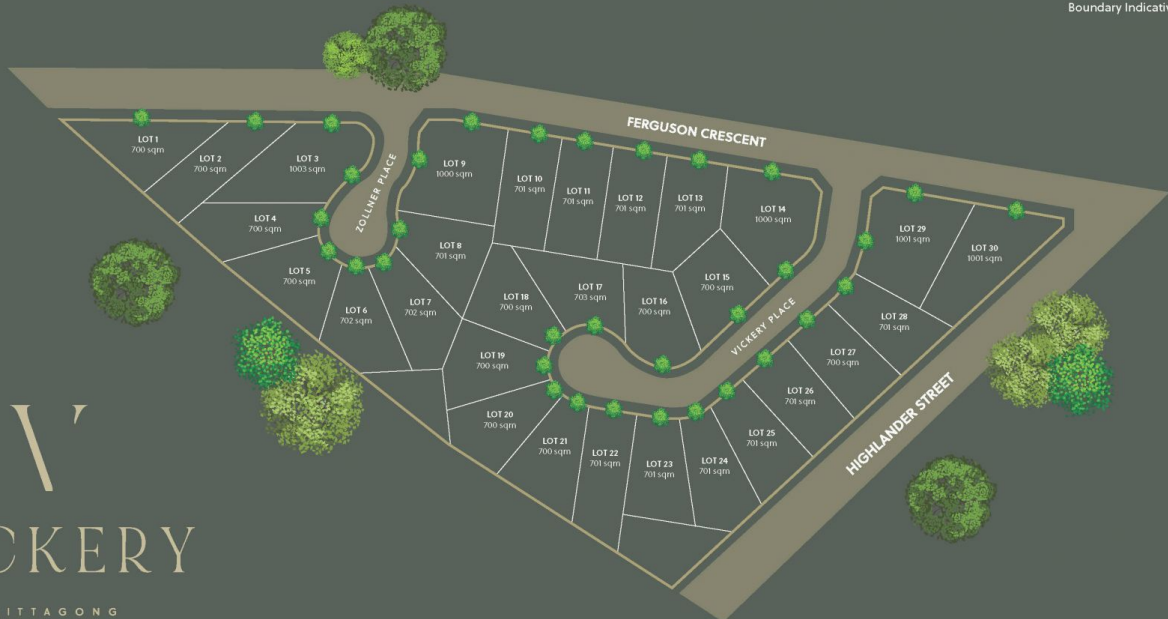 Boundary Indicativ
FERGUSON CRESCENT
ZOLLNER PLACE
VICKERY PLACE
HIGHLANDER STREET
LOT 1
700 sqm
LOT 2
700 sqm
LOT 3
1003 sqm
LOT 4
700 sqm
LOT 5
700 sqm
LOT 6
702 sqm
LOT 7
702 sqm
LOT 8
701 sqm
LOT 9
1000 sqm
LOT 10
701 sqm
LOT 11
701 sqm
LOT 12
701 sqm
LOT 13
701 sqm
LOT 14
1000 sqm
LOT 15
700 sqm
LOT 16
700 sqm
LOT 17
703 sqm
LOT 18
700 sqm
LOT 19
700 sqm
LOT 20
700 sqm
LOT 21
700 sqm
LOT 22
701 sqm
LOT 23
701 sqm
LOT 24
701 sqm
LOT 25
701 sqm
LOT 26
701 sqm
LOT 27
700 sqm
LOT 28
701 sqm
LOT 29
1001 sqm
LOT 30
1001 sqm
V
CKERY
ITTAGONG